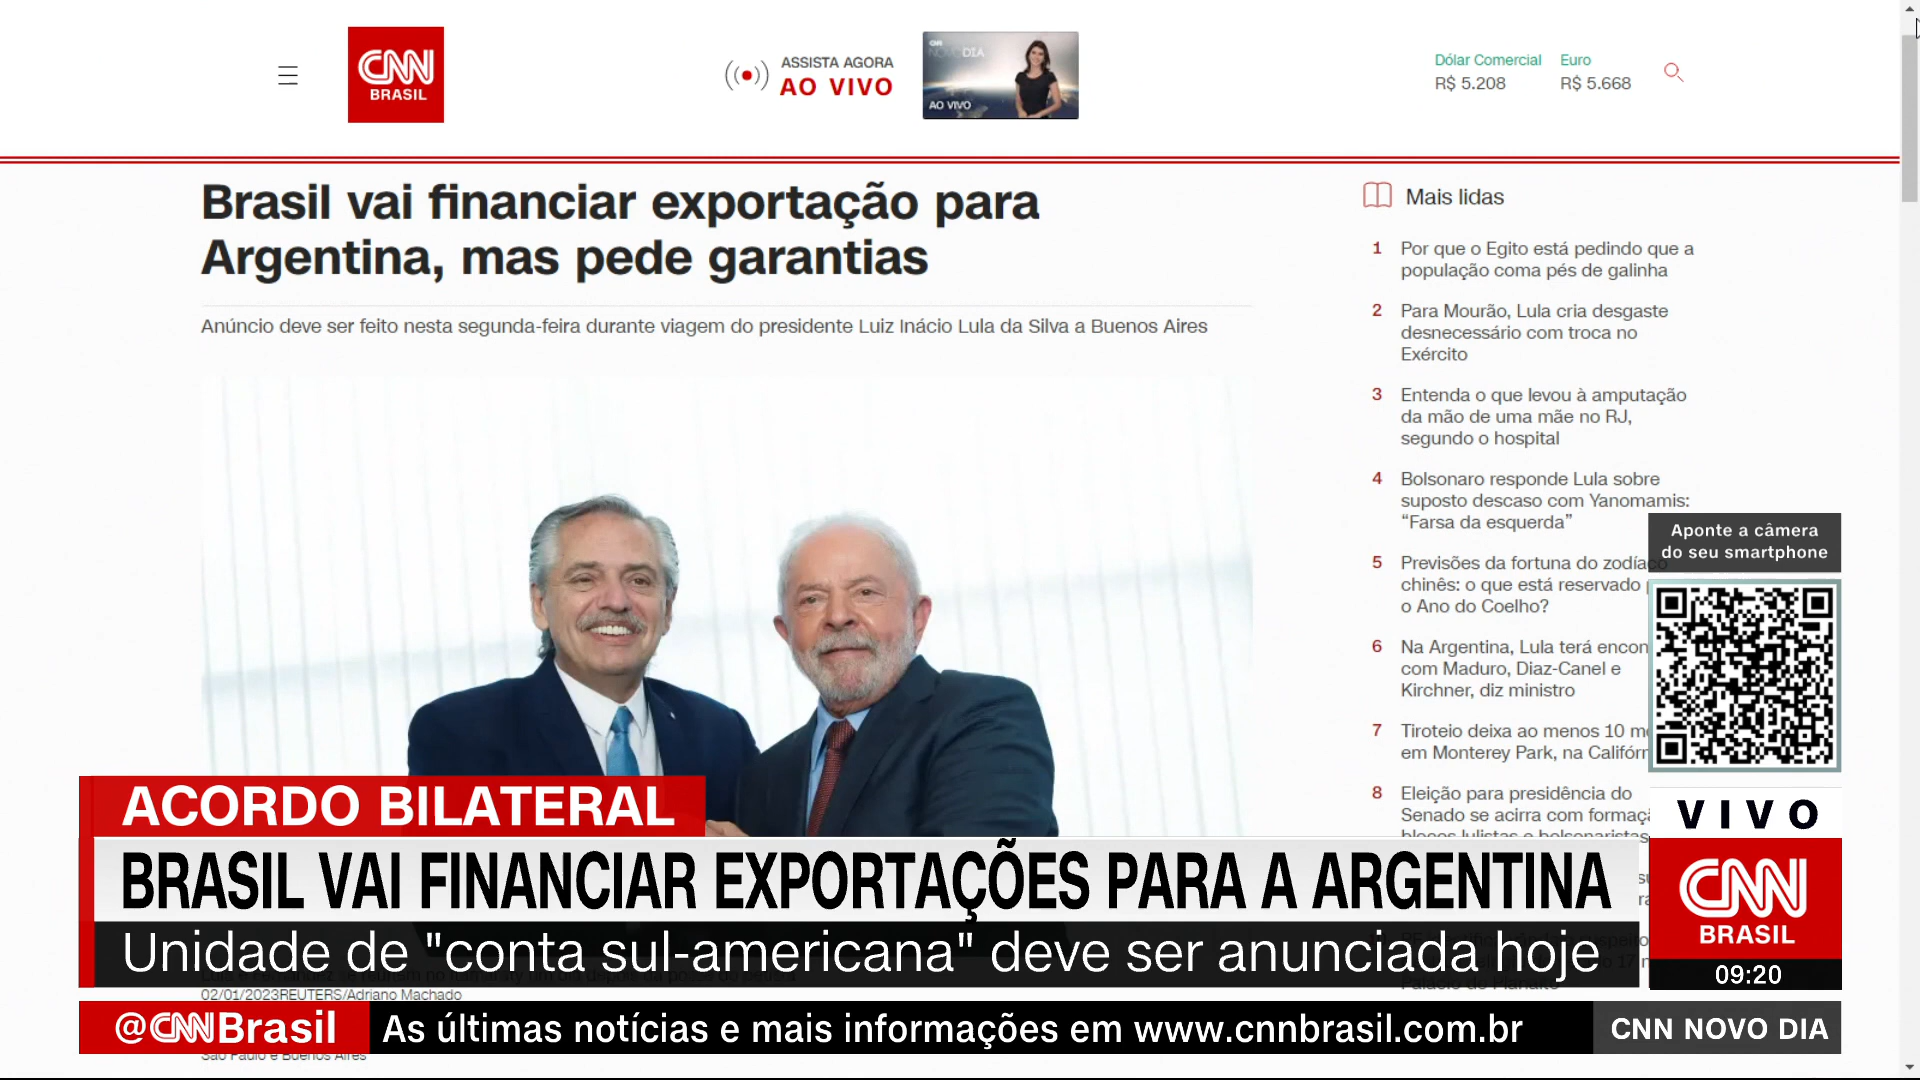 CNN
BRASIL
ASSISTA AGORA
AO VIVO
NOVO DIA
AO VIVO
Dólar Comercial
R$ 5.208
Euro
R$ 5.668
Brasil vai financiar exportação para
Argentina, mas pede garantias
Anúncio deve ser feito nesta segunda-feira durante viagem do presidente Luiz Inácio Lula da Silva a Buenos Aires
Mais lidas
1 Por que o Egito está pedindo que a
população coma pés de galinha
2 Para Mourão, Lula cria desgaste
desnecessário com troca no
Exército
3 Entenda o que levou à amputação
da mão de uma mãe no RJ,
segundo o hospital
4 Bolsonaro responde Lula sobre
suposto descaso com Yanomamis:
“Farsa da esquerda”
5 Previsões da fortuna do zodíaco
chinês: o que está reservado
o Ano do Coelho?
6 Na Argentina, Lula terá encon
com Maduro, Diaz-Canel e
Kirchner, diz ministro
7 Tiroteio deixa ao menos 10 m
em Monterey Park, na Califór
8 Eleição para presidência do
Senado se acirra com formaç
blocos lulistas e bolsonaristas
Aponte a câmera
do seu smartphone
VIVO
CNN
BRASIL
09:20
ACORDO BILATERAL
BRASIL VAI FINANCIAR EXPORTAÇÕES PARA A ARGENTINA
Unidade de "conta sul-americana" deve ser anunciada hoje
02/01/2023REUTERS/Adriano Machado
@CNNBrasil
As últimas notícias e mais informações em www.cnnbrasil.com.br
CNN NOVO DIA
São Paulo e Buenos Aires